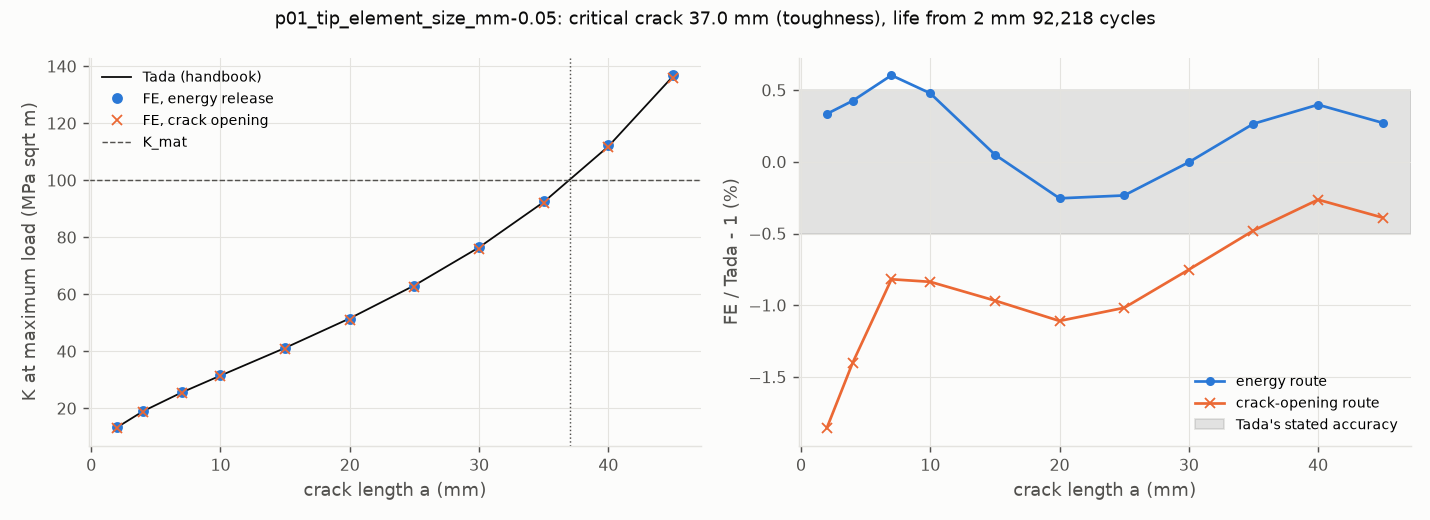 p01_tip_element_size_mm-0.05: critical crack 37.0 mm (toughness), life from 2 mm 92,218 cycles
K at maximum load (MPa sqrt m)
140
120
100
80
60
40
20
Tada (handbook)
FE, energy release
FE, crack opening
K_mat
0
10
20
30
40
crack length a (mm)
FE / Tada - 1 (%)
0.5
0.0
−0.5
−1.0
−1.5
energy route
crack-opening route
Tada's stated accuracy
0
10
20
30
40
crack length a (mm)